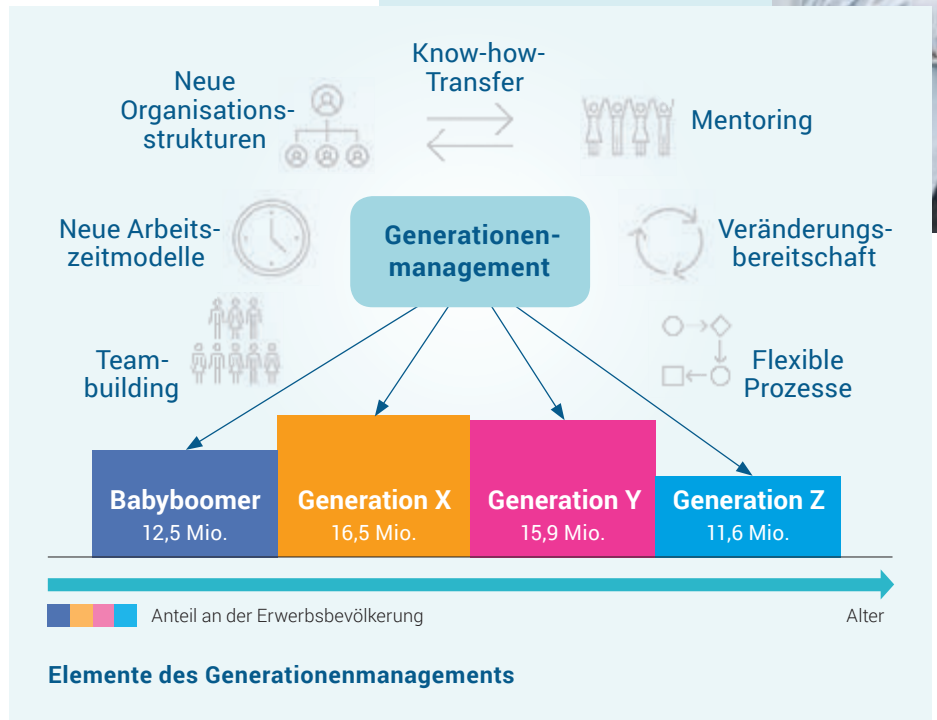 Know-how-
Transfer
Neue
Organisations-
strukturen
Mentoring
Neue Arbeits-
zeitmodelle
Generationen-
management
Veränderungs-
bereitschaft
Team-
building
Flexible
Prozesse
Babyboomer
12,5 Mio.
Generation X
16,5 Mio.
Generation Y
15,9 Mio.
Generation Z
11,6 Mio.
Anteil an der Erwerbsbevölkerung
Alter
Elemente des Generationenmanagements